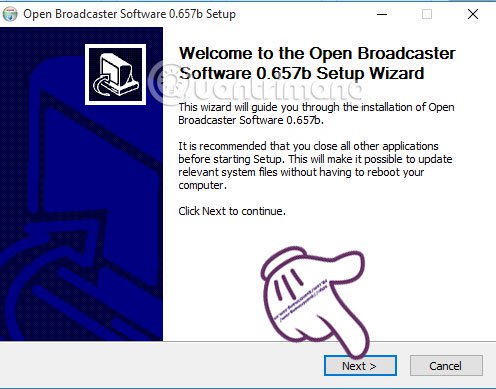 Open Broadcaster Software 0.657b Setup
Welcome to the Open Broadcaster
Software 0.657b Setup Wizard
Quantrimang
This wizard will guide you through the installation of Open
Broadcaster Software 0.657b.
It is recommended that you close all other applications
before starting Setup. This will make it possible to update
relevant system files without having to reboot your
computer.
Click Next to continue.
Next >
Cancel